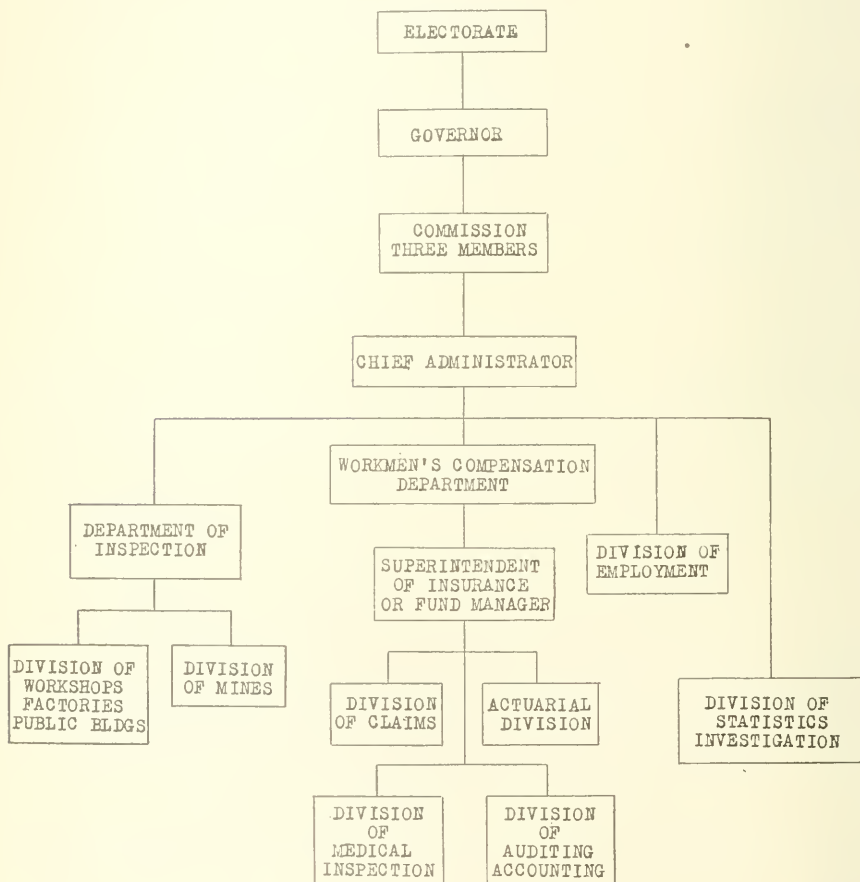 ELECTORATE
GOVERNOR
COMMISSION
THREE MEMBERS
CHIEF ADMINISTRATOR
WORKMEN'S COMPENSATION
DEPARTMENT
DEPARTMENT OF
INSPECTION
SUPERINTENDENT
OF INSURANCE
OR FUND MANAGER
DIVISION OF
EMPLOYMENT
DIVISION OF
WORKSHOPS
FACTORIES
PUBLIC BLDGS
DIVISION
OF MINES
DIVISION
OF CLAIMS
ACTUARIAL
DIVISION
DIVISION OF
STATISTICS
INVESTIGATION
DIVISION
OF
MEDICAL
INSPECTION
DIVISION
OF
AUDITING
ACCOUNTING